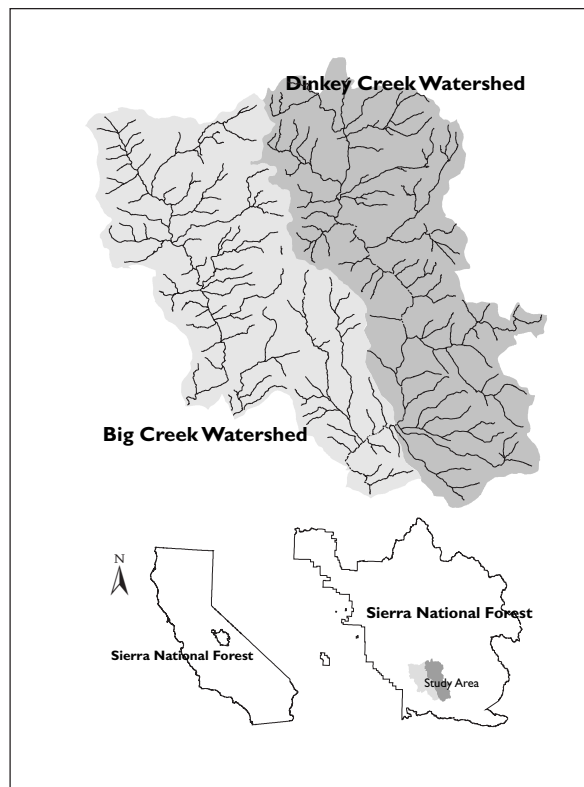 Dinkey Creek Watershed
Big Creek Watershed
N
Sierra National Forest
Sierra National Forest
Study Area